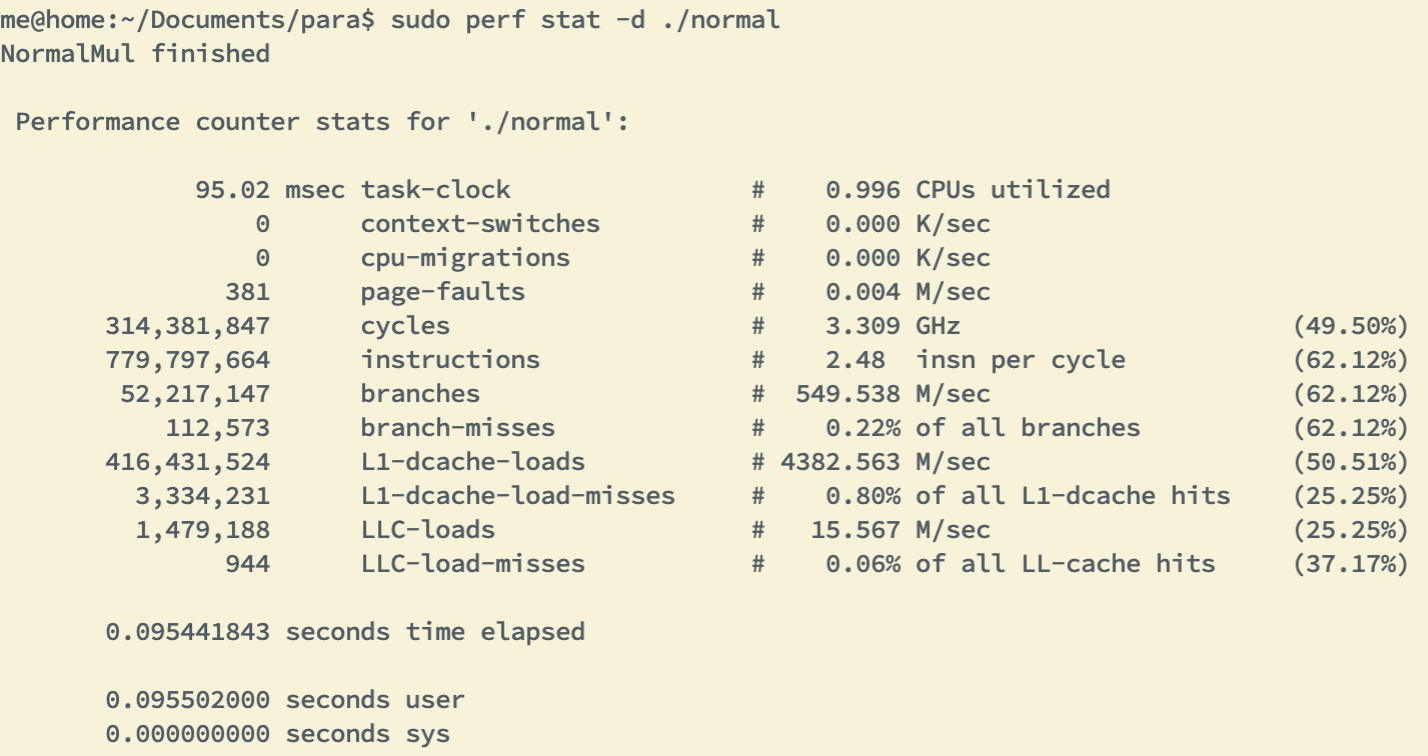 me@home:~/Documents/para$ sudo perf stat -d ./normal
NormalMul finished
Performance counter stats for './normal':
95.02 msec task-clock # 0.996 CPUs utilized
0 context-switches # 0.000 K/sec
0 cpu-migrations # 0.000 K/sec
381 page-faults # 0.004 M/sec
314,381,847 cycles # 3.309 GHz (49.50%)
779,797,664 instructions # 2.48 insn per cycle (62.12%)
52,217,147 branches # 549.538 M/sec (62.12%)
112,573 branch-misses # 0.22% of all branches (62.12%)
416,431,524 L1-dcache-loads # 4382.563 M/sec (50.51%)
3,334,231 L1-dcache-load-misses # 0.80% of all L1-dcache hits (25.25%)
1,479,188 LLC-loads # 15.567 M/sec (25.25%)
944 LLC-load-misses # 0.06% of all LL-cache hits (37.17%)
0.095441843 seconds time elapsed
0.095502000 seconds user
0.000000000 seconds sys